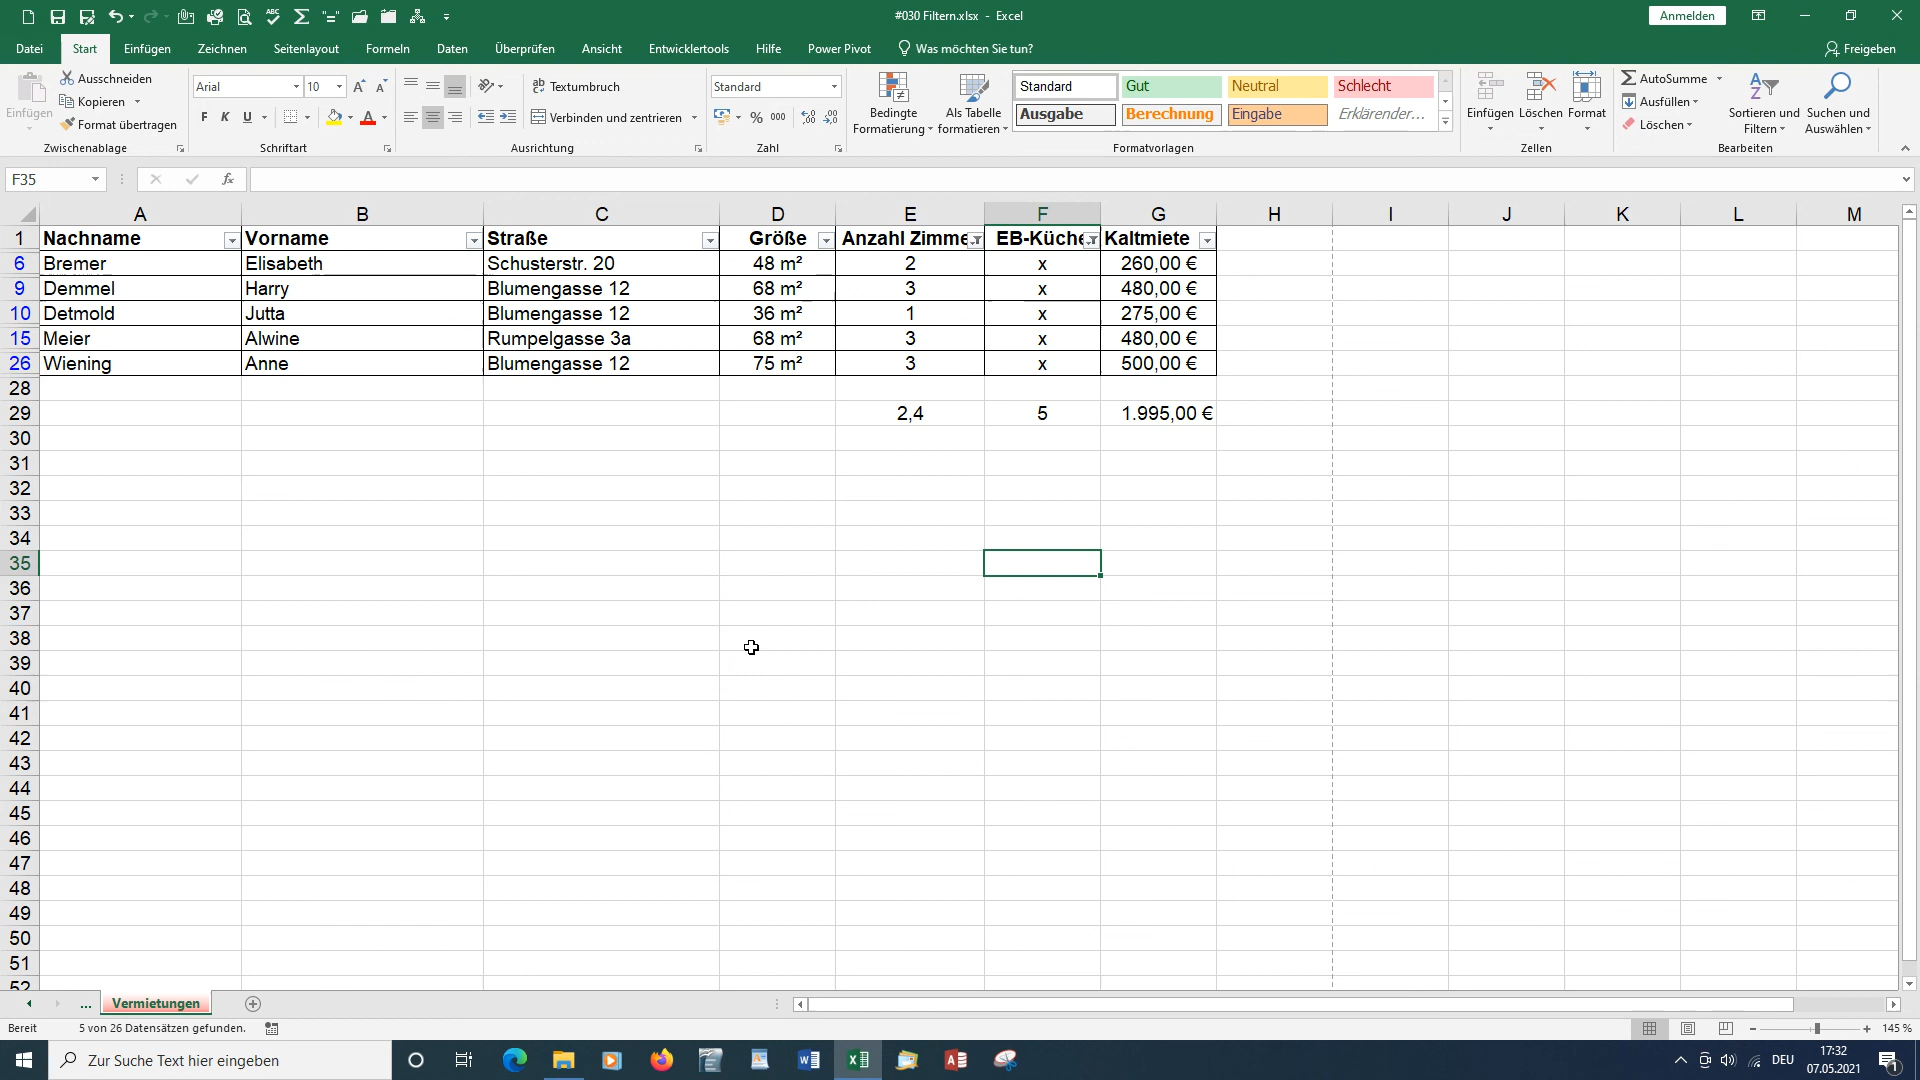 #030 Filtern.xlsx - Excel
Anmelden
Datei Start Einfügen Zeichnen Seitenlayout Formeln Daten Überprüfen Ansicht Entwicklertools Hilfe Power Pivot Was möchten Sie tun? Freigeben
Einfügen
Ausschneiden
Kopieren
Format übertragen
Zwischenablage
Arial 10
F K U
Schriftart
Textumbruch
Verbinden und zentrieren
Ausrichtung
Standard
% 000
Zahl
Bedingte Formatierung
Als Tabelle formatieren
Standard Gut Neutral Schlecht
Ausgabe Berechnung Eingabe Erklärender...
Formatvorlagen
Einfügen Löschen Format
Zellen
AutoSumme
Ausfüllen
Löschen
Sortieren und Filtern
Suchen und Auswählen
Bearbeiten
F35 fx
A B C D E F G H I J K L M
1 Nachname Vorname Straße Größe Anzahl Zimme EB-Küche Kaltmiete
6 Bremer Elisabeth Schusterstr. 20 48 m² 2 x 260,00 €
9 Demmel Harry Blumengasse 12 68 m² 3 x 480,00 €
10 Detmold Jutta Blumengasse 12 36 m² 1 x 275,00 €
15 Meier Alwine Rumpelgasse 3a 68 m² 3 x 480,00 €
26 Wiening Anne Blumengasse 12 75 m² 3 x 500,00 €
28
29 2,4 5 1.995,00 €
30
31
32
33
34
35
36
37
38
39
40
41
42
43
44
45
46
47
48
49
50
51
52
... Vermietungen
Bereit 5 von 26 Datensätzen gefunden. 145 %
Zur Suche Text hier eingeben
DEU
17:32
07.05.2021
1